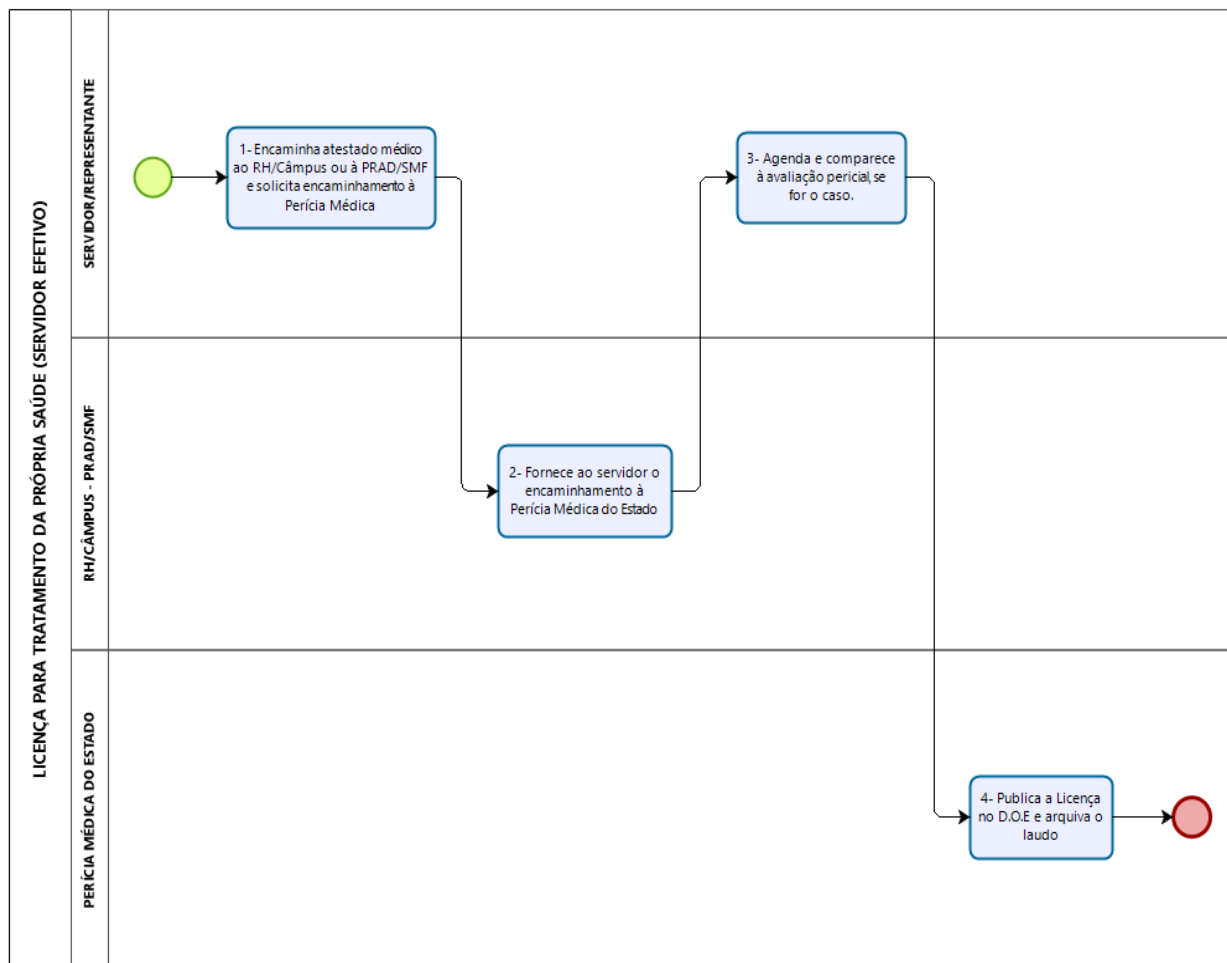 LICENÇA PARA TRATAMENTO DA PRÓPRIA SAÚDE (SERVIDOR EFETIVO)
SERVIDOR/REPRESENTANTE
1- Encaminha atestado médico
ao RH/Câmpus ou à PRAD/SMF
e solicita encaminhamento à
Perícia Médica
3- Agenda e comparece
à avaliação pericial, se
for o caso.
RH/CÂMPUS - PRAD/SMF
2- Fornece ao servidor o
encaminhamento à
Perícia Médica do Estado
PERÍCIA MÉDICA DO ESTADO
4- Publica a Licença
no D.O.E e arquiva o
laudo